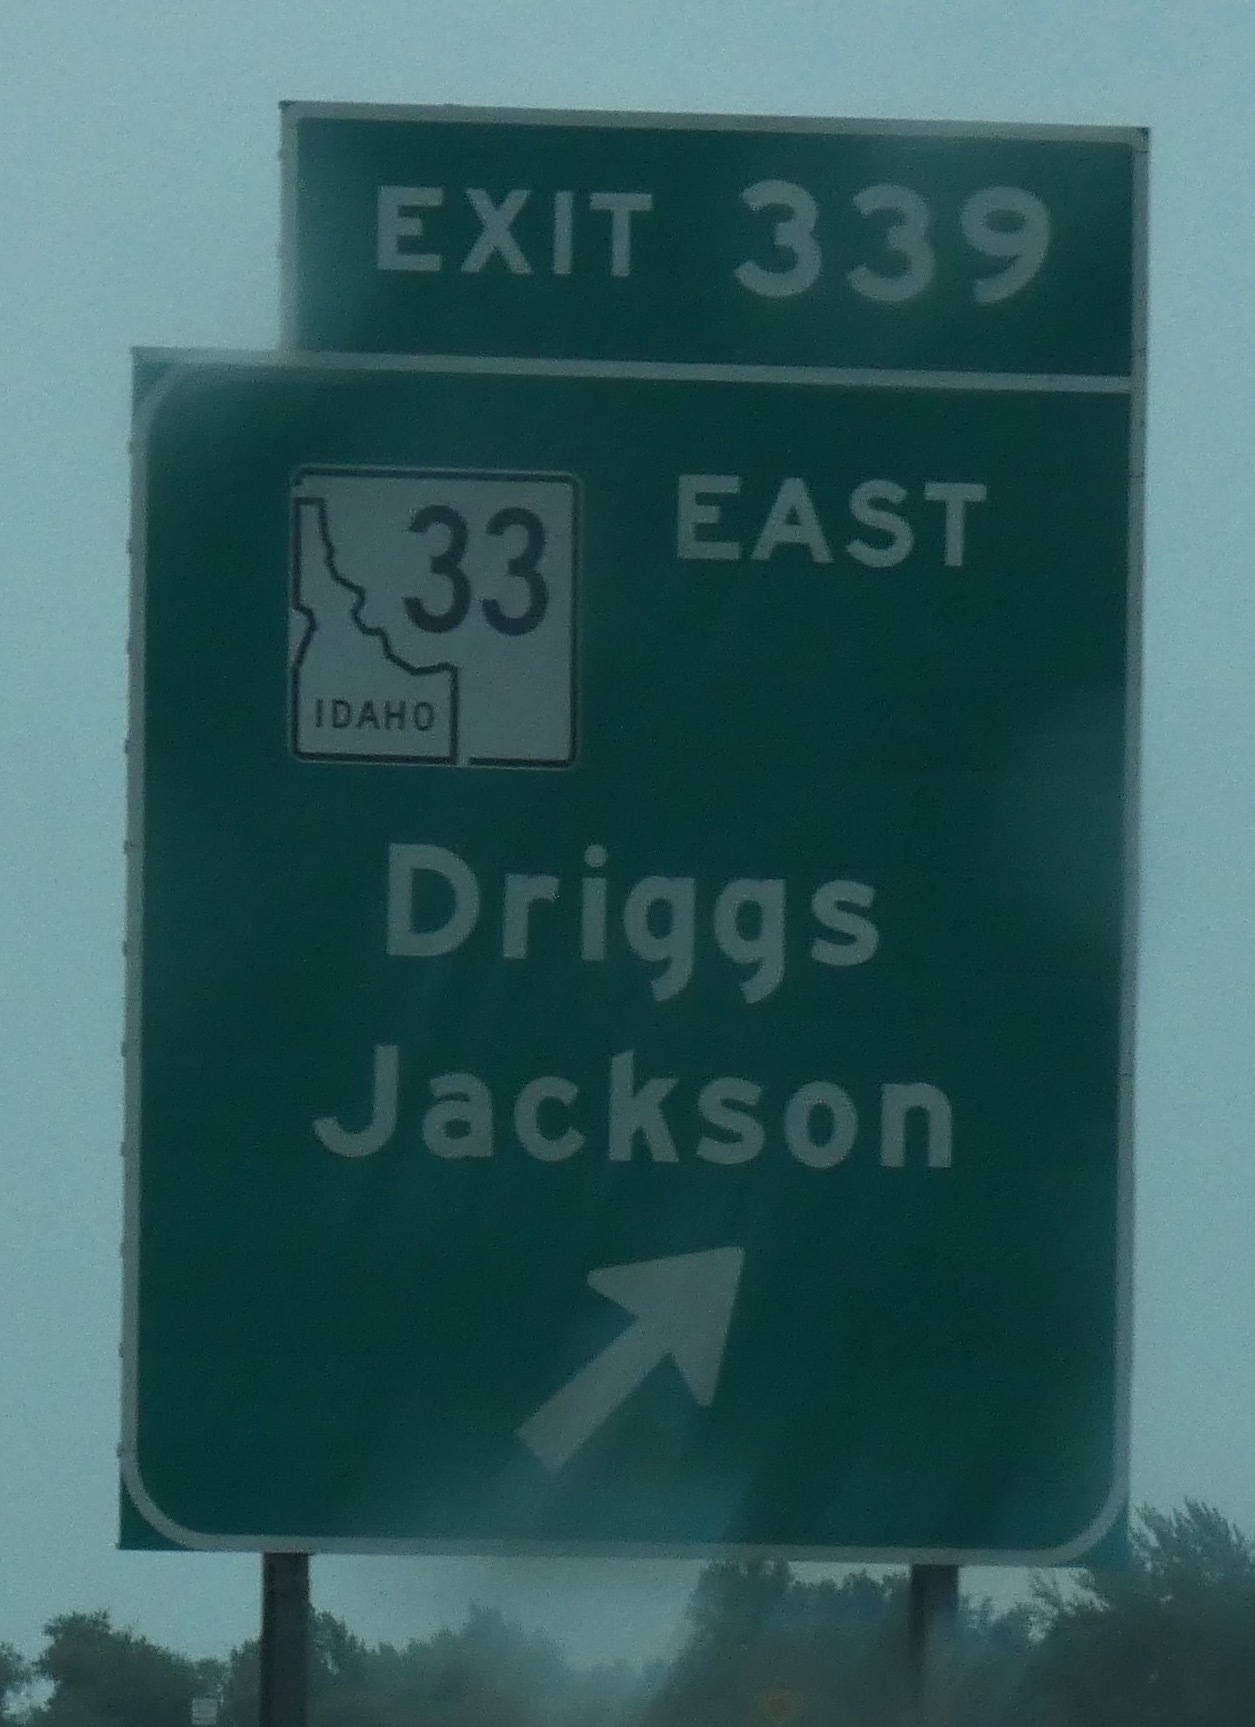 EXIT 339
33 EAST
IDAHO
Driggs
Jackson